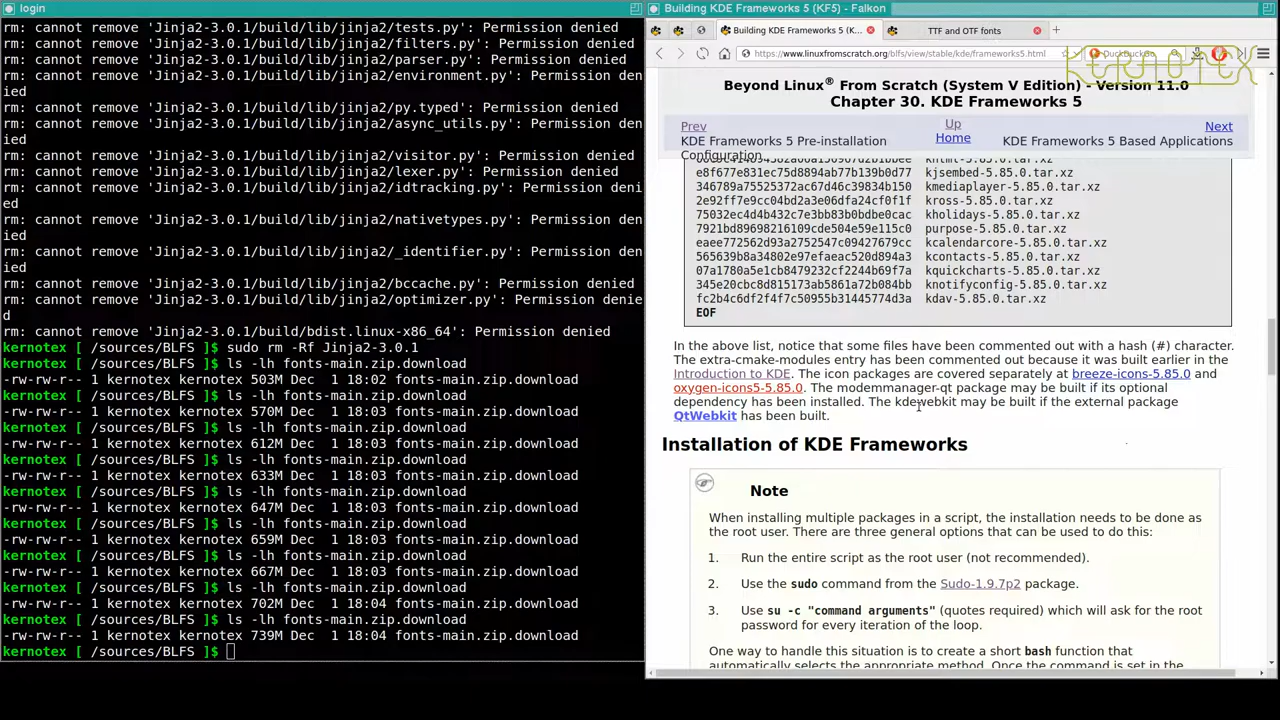 login
rm: cannot remove 'Jinja2-3.0.1/build/lib/jinja2/tests.py': Permission denied
rm: cannot remove 'Jinja2-3.0.1/build/lib/jinja2/filters.py': Permission denied
rm: cannot remove 'Jinja2-3.0.1/build/lib/jinja2/parser.py': Permission denied
rm: cannot remove 'Jinja2-3.0.1/build/lib/jinja2/environment.py': Permission den
ied
rm: cannot remove 'Jinja2-3.0.1/build/lib/jinja2/py.typed': Permission denied
rm: cannot remove 'Jinja2-3.0.1/build/lib/jinja2/async_utils.py': Permission den
ied
rm: cannot remove 'Jinja2-3.0.1/build/lib/jinja2/visitor.py': Permission denied
rm: cannot remove 'Jinja2-3.0.1/build/lib/jinja2/lexer.py': Permission denied
rm: cannot remove 'Jinja2-3.0.1/build/lib/jinja2/idtracking.py': Permission deni
ed
rm: cannot remove 'Jinja2-3.0.1/build/lib/jinja2/nativetypes.py': Permission den
ied
rm: cannot remove 'Jinja2-3.0.1/build/lib/jinja2/_identifier.py': Permission den
ied
rm: cannot remove 'Jinja2-3.0.1/build/lib/jinja2/bccache.py': Permission denied
rm: cannot remove 'Jinja2-3.0.1/build/lib/jinja2/optimizer.py': Permission denie
d
rm: cannot remove 'Jinja2-3.0.1/build/bdist.linux-x86_64': Permission denied
kernotex [ /sources/BLFS ]$ sudo rm -Rf Jinja2-3.0.1
kernotex [ /sources/BLFS ]$ ls -lh fonts-main.zip.download
-rw-rw-r-- 1 kernotex kernotex 503M Dec  1 18:02 fonts-main.zip.download
kernotex [ /sources/BLFS ]$ ls -lh fonts-main.zip.download
-rw-rw-r-- 1 kernotex kernotex 570M Dec  1 18:03 fonts-main.zip.download
kernotex [ /sources/BLFS ]$ ls -lh fonts-main.zip.download
-rw-rw-r-- 1 kernotex kernotex 612M Dec  1 18:03 fonts-main.zip.download
kernotex [ /sources/BLFS ]$ ls -lh fonts-main.zip.download
-rw-rw-r-- 1 kernotex kernotex 633M Dec  1 18:03 fonts-main.zip.download
kernotex [ /sources/BLFS ]$ ls -lh fonts-main.zip.download
-rw-rw-r-- 1 kernotex kernotex 647M Dec  1 18:03 fonts-main.zip.download
kernotex [ /sources/BLFS ]$ ls -lh fonts-main.zip.download
-rw-rw-r-- 1 kernotex kernotex 659M Dec  1 18:03 fonts-main.zip.download
kernotex [ /sources/BLFS ]$ ls -lh fonts-main.zip.download
-rw-rw-r-- 1 kernotex kernotex 667M Dec  1 18:03 fonts-main.zip.download
kernotex [ /sources/BLFS ]$ ls -lh fonts-main.zip.download
-rw-rw-r-- 1 kernotex kernotex 702M Dec  1 18:04 fonts-main.zip.download
kernotex [ /sources/BLFS ]$ ls -lh fonts-main.zip.download
-rw-rw-r-- 1 kernotex kernotex 739M Dec  1 18:04 fonts-main.zip.download
kernotex [ /sources/BLFS ]$
Building KDE Frameworks 5 (KF5) - Falkon
Building KDE Frameworks 5 (K...
TTF and OTF fonts
https://www.linuxfromscratch.org/blfs/view/stable/kde/frameworks5.html
DuckDuckGo
KERNOTEX
Beyond Linux® From Scratch (System V Edition) - Version 11.0
Chapter 30. KDE Frameworks 5
Prev
Up
Next
KDE Frameworks 5 Pre-installation Configuration
Home
KDE Frameworks 5 Based Applications
khtml-5.85.0.tar.xz
e8f677e831ec75d8894ab77b139b0d77  kjsembed-5.85.0.tar.xz
346789a75525372ac67d46c39834b150  kmediaplayer-5.85.0.tar.xz
2e92ff7e9cc04bd2a3e06dfa24cf0f1f  kross-5.85.0.tar.xz
75032ec4d4b432c7e3bb83b0bdbe0cac  kholidays-5.85.0.tar.xz
7921bd89698216109cde504e59e115c0  purpose-5.85.0.tar.xz
eaee772562d93a2752547c09427679cc  kcalendarcore-5.85.0.tar.xz
565639b8a34802e97efaeac520d894a3  kcontacts-5.85.0.tar.xz
07a1780a5e1cb8479232cf2244b69f7a  kquickcharts-5.85.0.tar.xz
345e20cbc8d815173ab5861a72b084bb  knotifyconfig-5.85.0.tar.xz
fc2b4c6df2f4f7c50955b31445774d3a  kdav-5.85.0.tar.xz
EOF
In the above list, notice that some files have been commented out with a hash (#) character.
The extra-cmake-modules entry has been commented out because it was built earlier in the
Introduction to KDE. The icon packages are covered separately at breeze-icons-5.85.0 and
oxygen-icons5-5.85.0. The modemmanager-qt package may be built if its optional
dependency has been installed. The kdewebkit may be built if the external package
QtWebkit has been built.
Installation of KDE Frameworks
Note
When installing multiple packages in a script, the installation needs to be done as
the root user. There are three general options that can be used to do this:
1. Run the entire script as the root user (not recommended).
2. Use the sudo command from the Sudo-1.9.7p2 package.
3. Use su -c "command arguments" (quotes required) which will ask for the root
password for every iteration of the loop.
One way to handle this situation is to create a short bash function that
automatically selects the appropriate method. Once the command is set in the